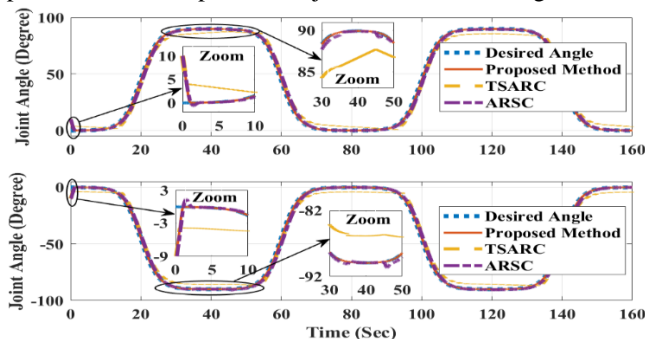 100
50
0
Joint Angle (Degree)
Zoom
10
5
0
0 5 10
Zoom
90
85
30 40 50
Desired Angle
Proposed Method
TSARC
ARSC
0 20 40 60 80 100 120 140 160
0
-50
-100
Joint Angle (Degree)
3
-3
-9
Zoom
0 5 10
Zoom
-82
-92
30 40 50
Desired Angle
Proposed Method
TSARC
ARSC
0 20 40 60 80 100 120 140 160
Time (Sec)